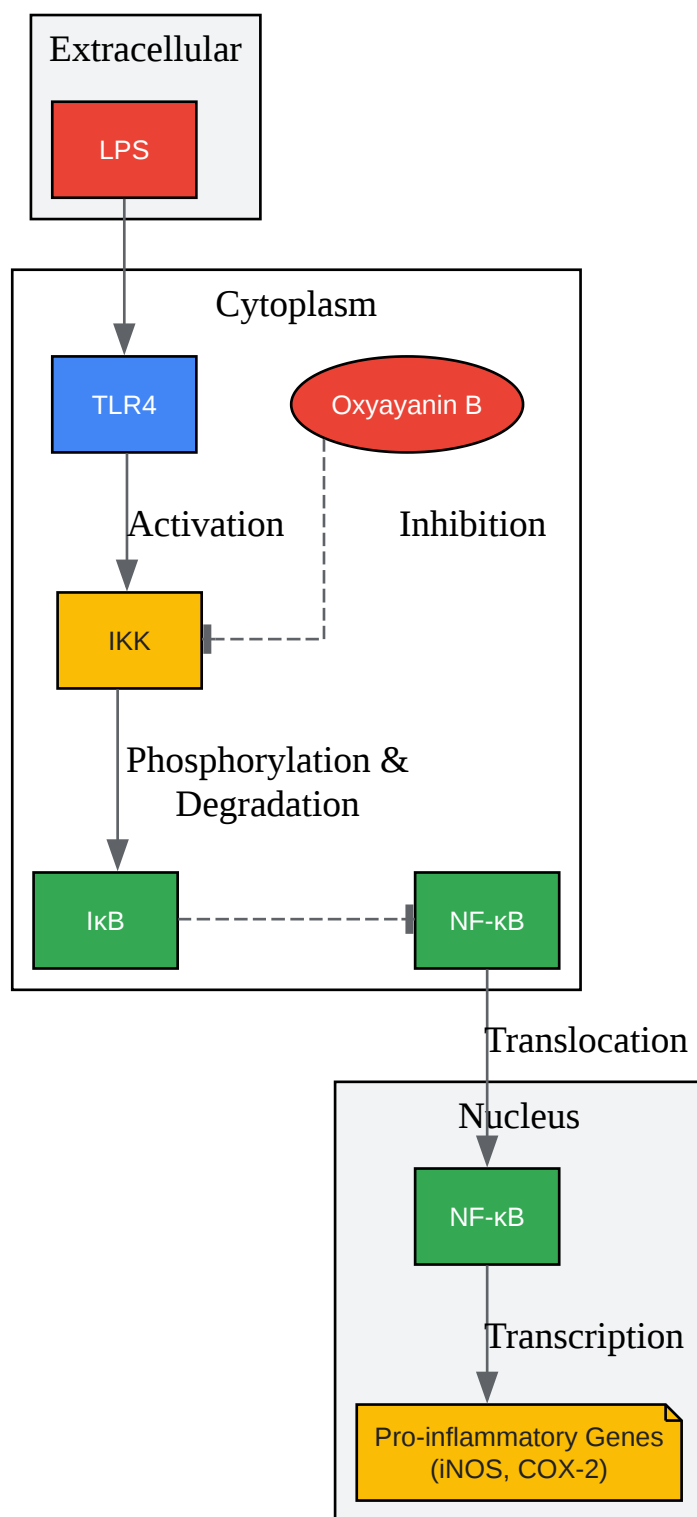 Extracellular
LPS
Cytoplasm
TLR4
Oxyayanin B
Activation
Inhibition
IKK
Phosphorylation &
Degradation
IκB
NF-κB
Translocation
Nucleus
NF-κB
Transcription
Pro-inflammatory Genes
(iNOS, COX-2)